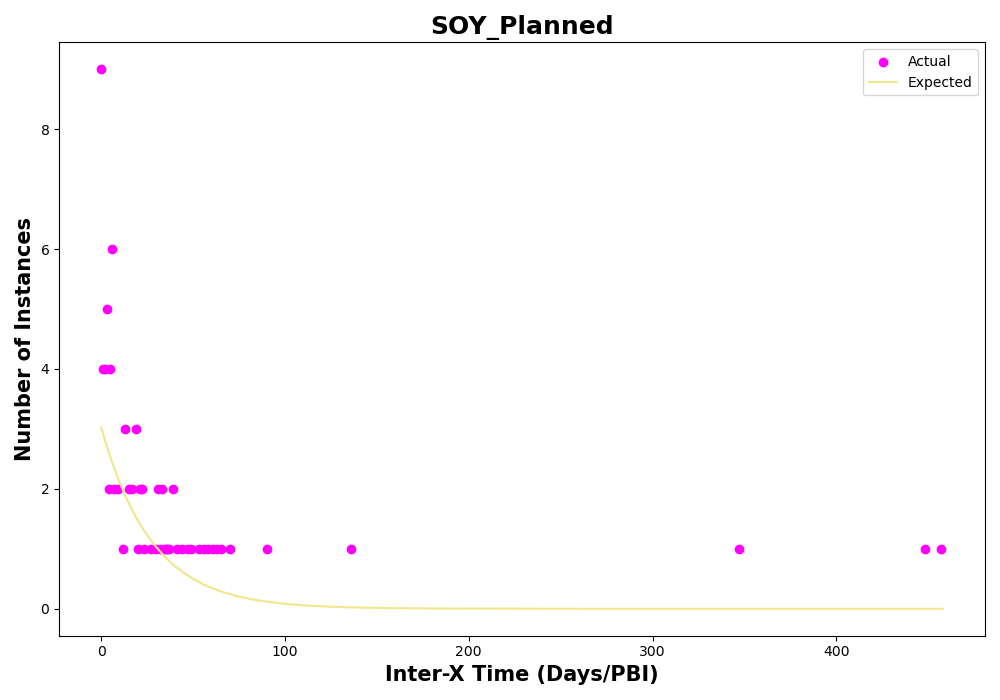 SOY_Planned
Actual
Expected
Number of Instances
8
6
4
2
0
0 100 200 300 400
Inter-X Time (Days/PBI)